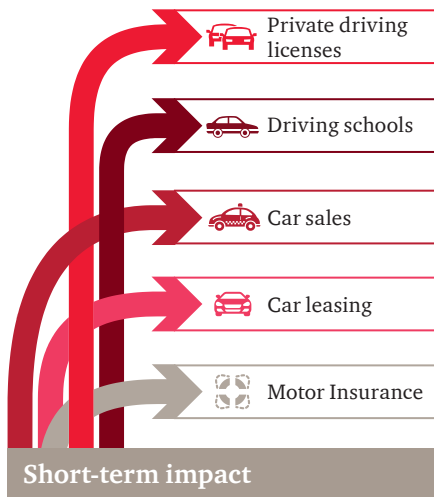 Private driving
licenses
Driving schools
Car sales
Car leasing
Motor Insurance
Short-term impact